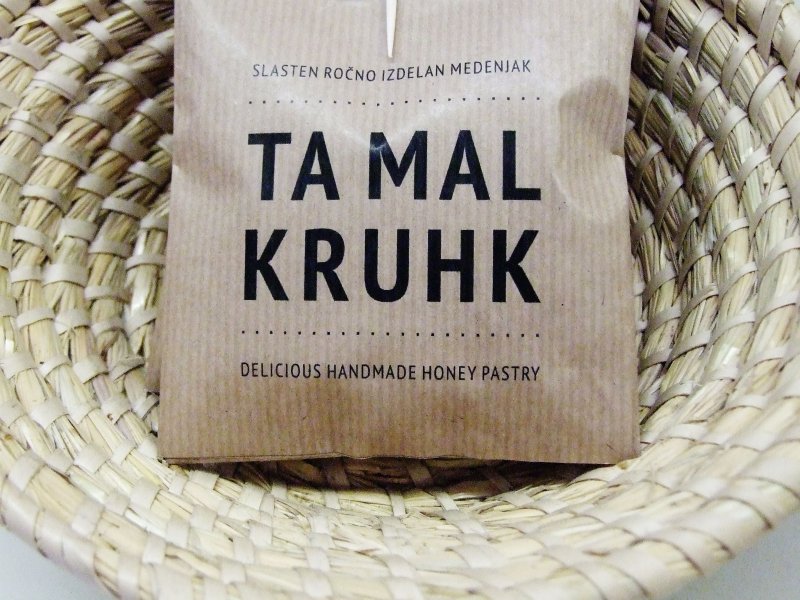 SLASTEN ROČNO IZDELAN MEDENJAK
TA MAL
KRUHK
DELICIOUS HANDMADE HONEY PASTRY